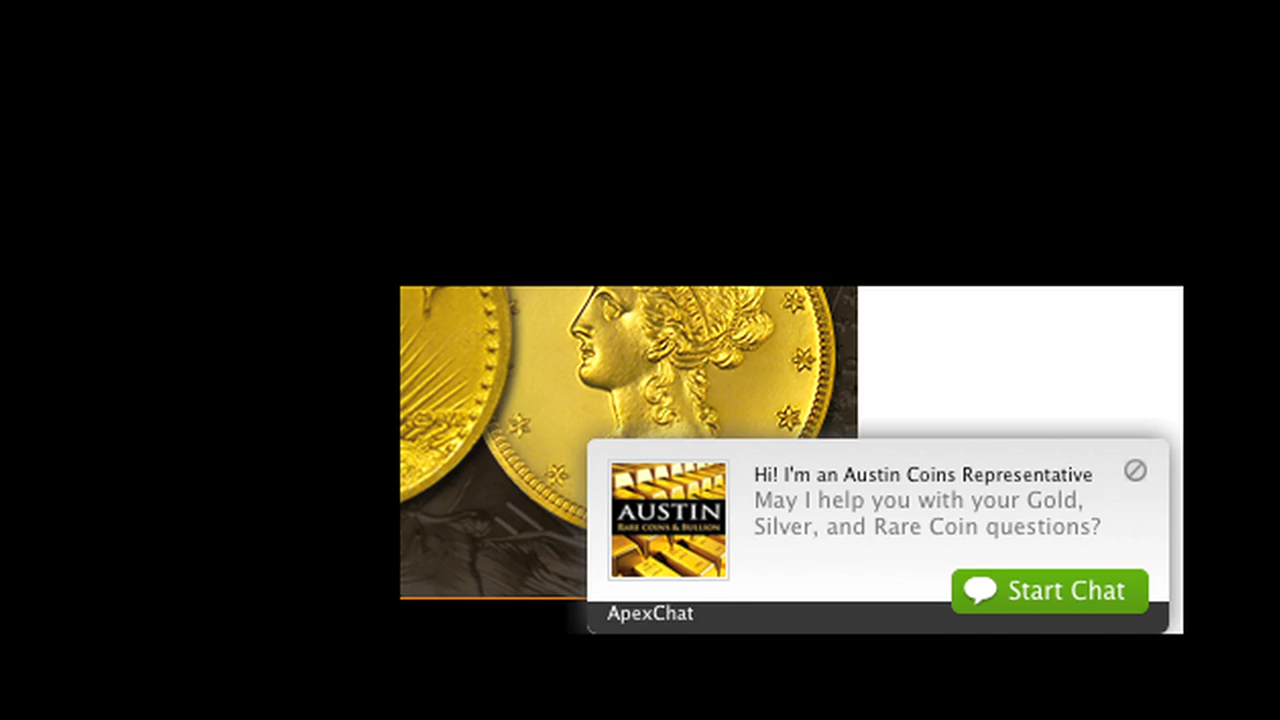 Hi! I'm an Austin Coins Representative
May I help you with your Gold,
Silver, and Rare Coin questions?
AUSTIN
RARE COINS & BULLION
Start Chat
ApexChat